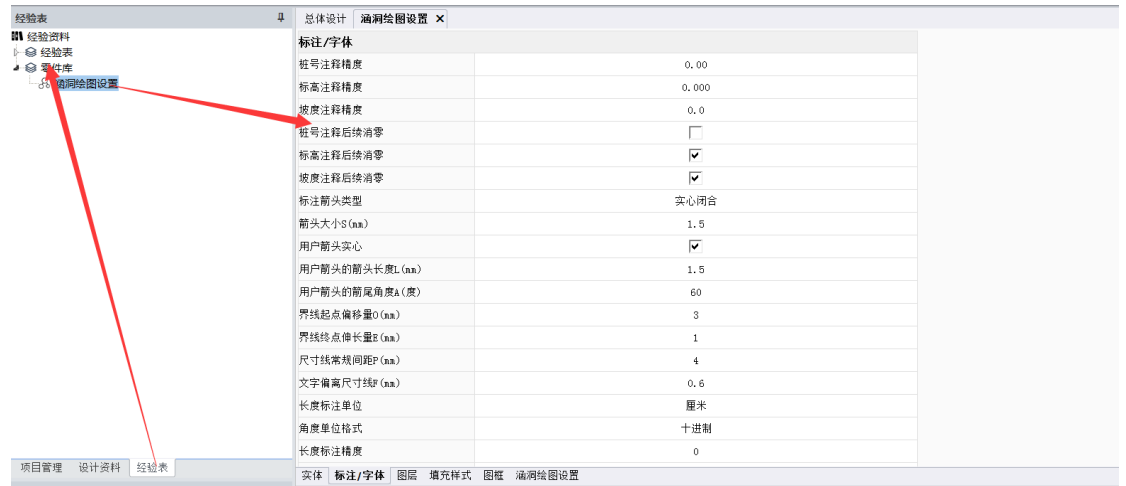 经验表
经验资料
经验表
零件库
涵洞绘图设置
项目管理 设计资料 经验表
总体设计 涵洞绘图设置
标注/字体
桩号注释精度 0.00
标高注释精度 0.000
坡度注释精度 0.0
桩号注释后续消零
标高注释后续消零
坡度注释后续消零
标注箭头类型 实心闭合
箭头大小S(mm) 1.5
用户箭头实心
用户箭头的箭头长度L(mm) 1.5
用户箭头的箭尾角度A(度) 60
界线起点偏移量O(mm) 3
界线终点伸长量E(mm) 1
尺寸线常规间距P(mm) 4
文字偏离尺寸线F(mm) 0.6
长度标注单位 厘米
角度单位格式 十进制
长度标注精度 0
实体 标注/字体 图层 填充样式 图框 涵洞绘图设置